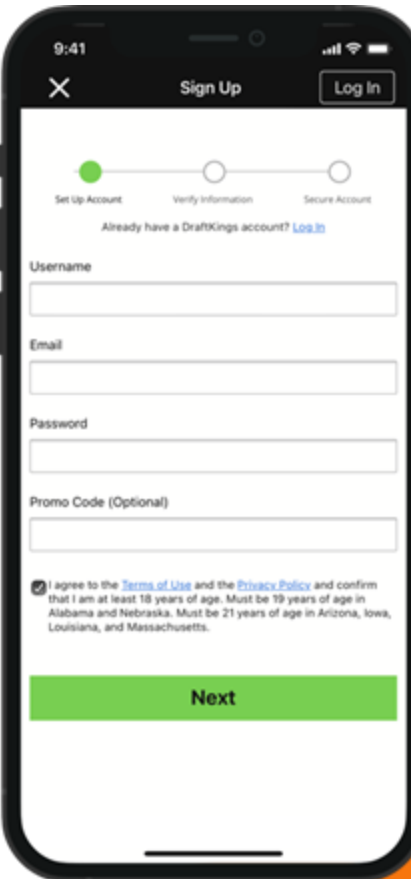 9:41
Sign Up
Log In
Set Up Account
Verify Information
Secure Account
Already have a DraftKings account? Log In
Username
Email
Password
Promo Code (Optional)
I agree to the Terms of Use and the Privacy Policy and confirm
that I am at least 18 years of age. Must be 19 years of age in
Alabama and Nebraska. Must be 21 years of age in Arizona, Iowa,
Louisiana, and Massachusetts.
Next